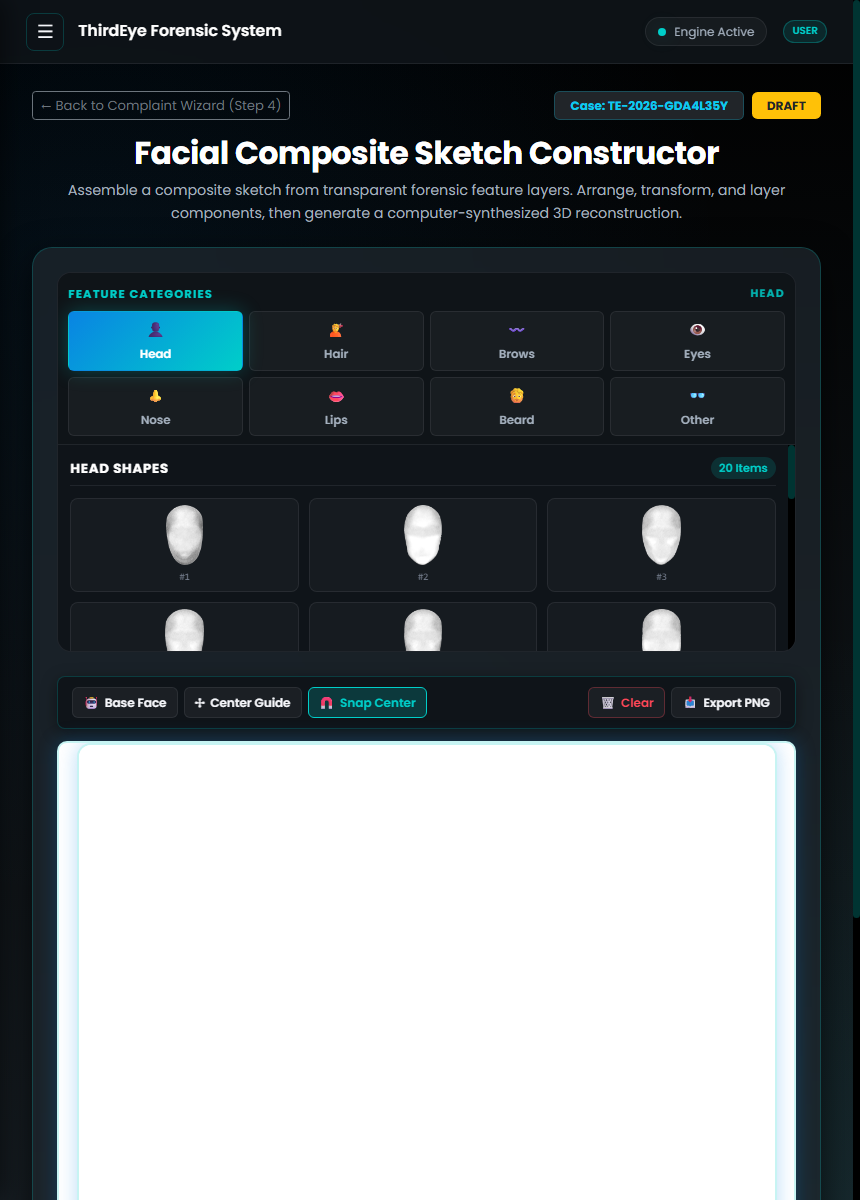 ☰ ThirdEye Forensic System
Engine Active
USER
← Back to Complaint Wizard (Step 4)
Case: TE-2026-GDA4L35Y
DRAFT
Facial Composite Sketch Constructor
Assemble a composite sketch from transparent forensic feature layers. Arrange, transform, and layer
components, then generate a computer-synthesized 3D reconstruction.
FEATURE CATEGORIES
HEAD
Head
Hair
Brows
Eyes
Nose
Lips
Beard
Other
HEAD SHAPES
20 Items
#1
#2
#3
Base Face
Center Guide
Snap Center
Clear
Export PNG